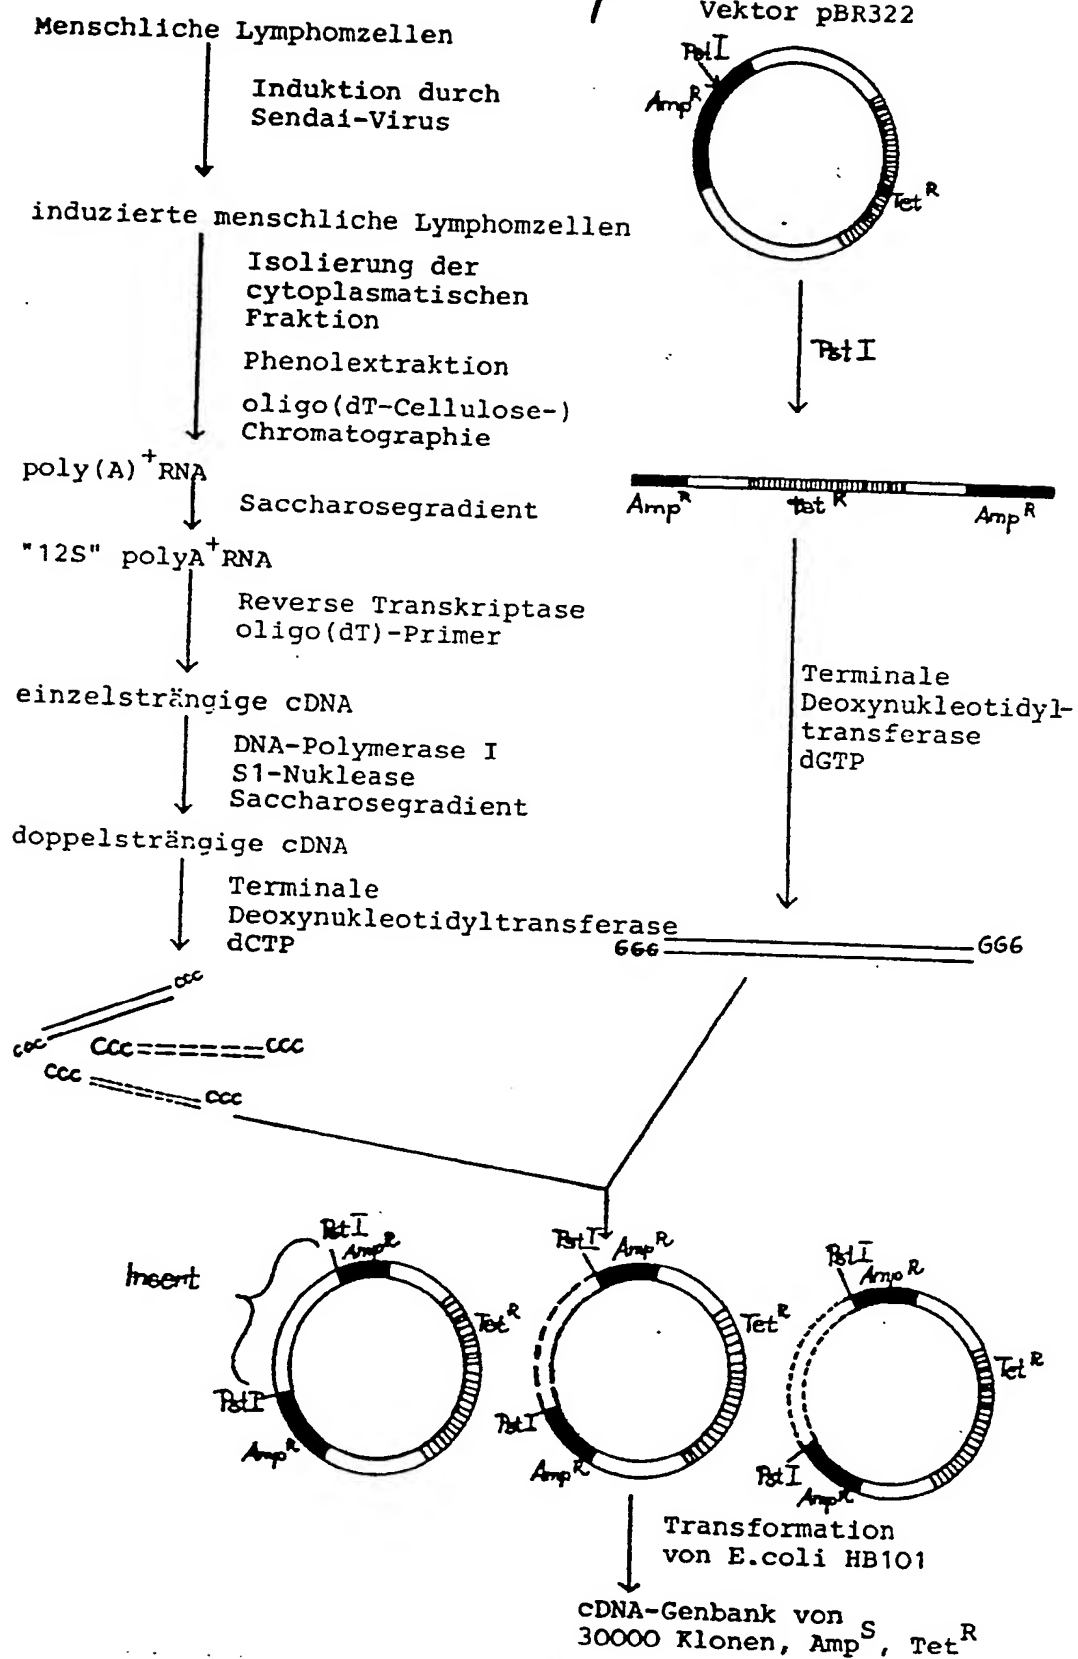 Menschliche Lymphomzellen
Induktion durch
Sendai-Virus
induzierte menschliche Lymphomzellen
Isolierung der
cytoplasmatischen
Fraktion
Phenolextraktion
oligo(dT-Cellulose-)
Chromatographie
poly(A)+RNA
Saccharosegradient
"12S" polyA+RNA
Reverse Transkriptase
oligo(dT)-Primer
einzelsträngige cDNA
DNA-Polymerase I
S1-Nuklease
Saccharosegradient
doppelsträngige cDNA
Terminale
Deoxynukleotidyltransferase
dCTP
Vektor pBR322
PstI
AmpR
TetR
PstI
AmpR
tetR
AmpR
Terminale
Deoxynukleotidyl-
transferase
dGTP
GGG
GGG
CCC
CCC
CCC
CCC
CCC
CCC
Insert
PstI
AmpR
TetR
PstI
AmpR
PstI
AmpR
TetR
PstI
AmpR
PstI
AmpR
TetR
PstI
AmpR
Transformation
von E.coli HB101
cDNA-Genbank von
30000 Klonen, AmpS, TetR